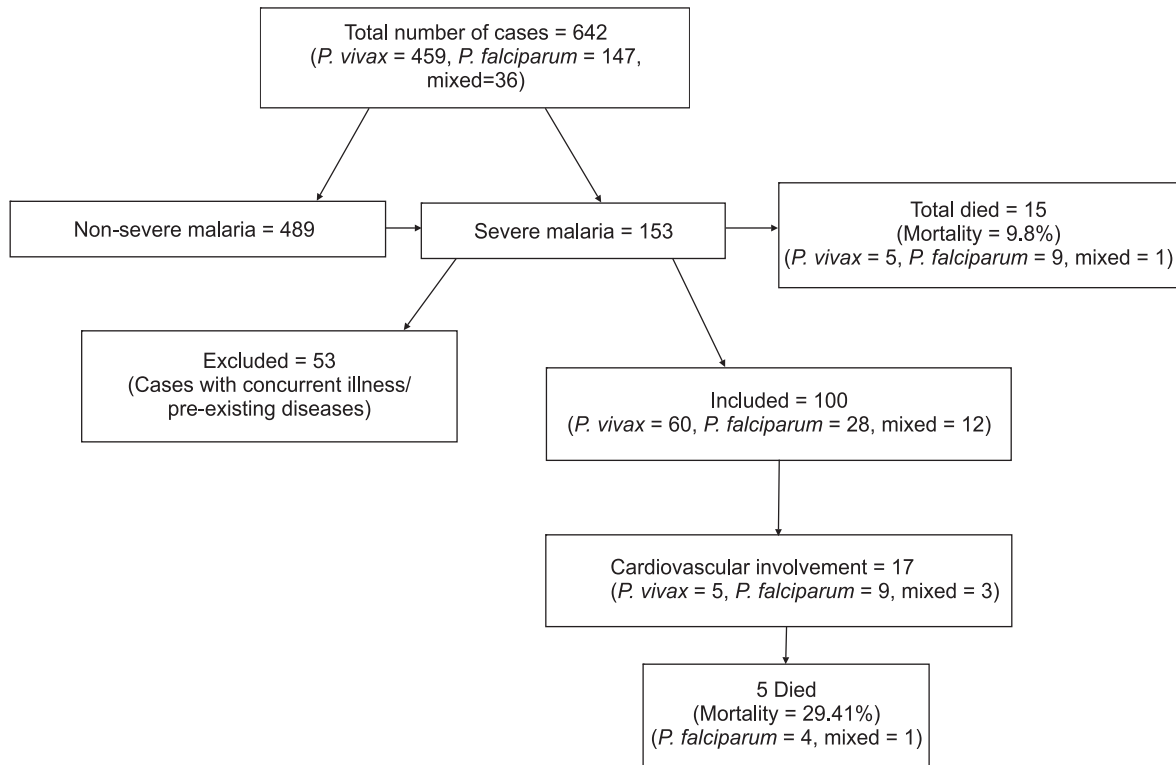 Total number of cases = 642
(P. vivax = 459, P. falciparum = 147,
mixed=36)
Non-severe malaria = 489
Severe malaria = 153
Total died = 15
(Mortality = 9.8%)
(P. vivax = 5, P. falciparum = 9, mixed = 1)
Excluded = 53
(Cases with concurrent illness/
pre-existing diseases)
Included = 100
(P. vivax = 60, P. falciparum = 28, mixed = 12)
Cardiovascular involvement = 17
(P. vivax = 5, P. falciparum = 9, mixed = 3)
5 Died
(Mortality = 29.41%)
(P. falciparum = 4, mixed = 1)